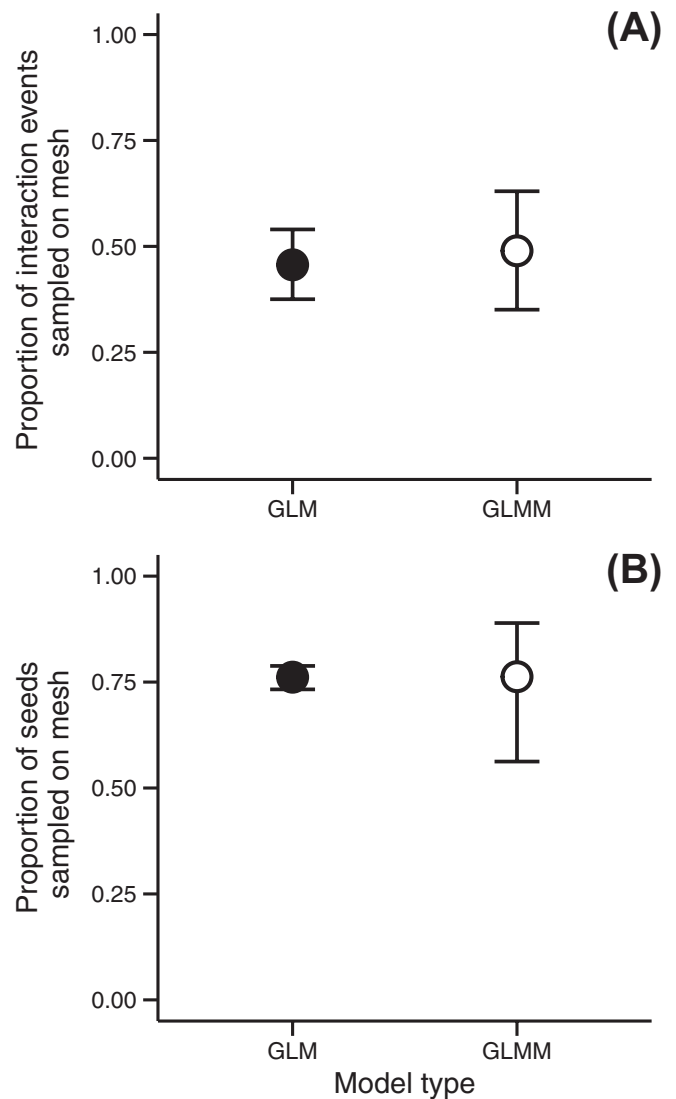 (A)
Proportion of interaction events
sampled on mesh
1.00
0.75
0.50
0.25
0.00
GLM GLMM
(B)
Proportion of seeds
sampled on mesh
1.00
0.75
0.50
0.25
0.00
GLM GLMM
Model type